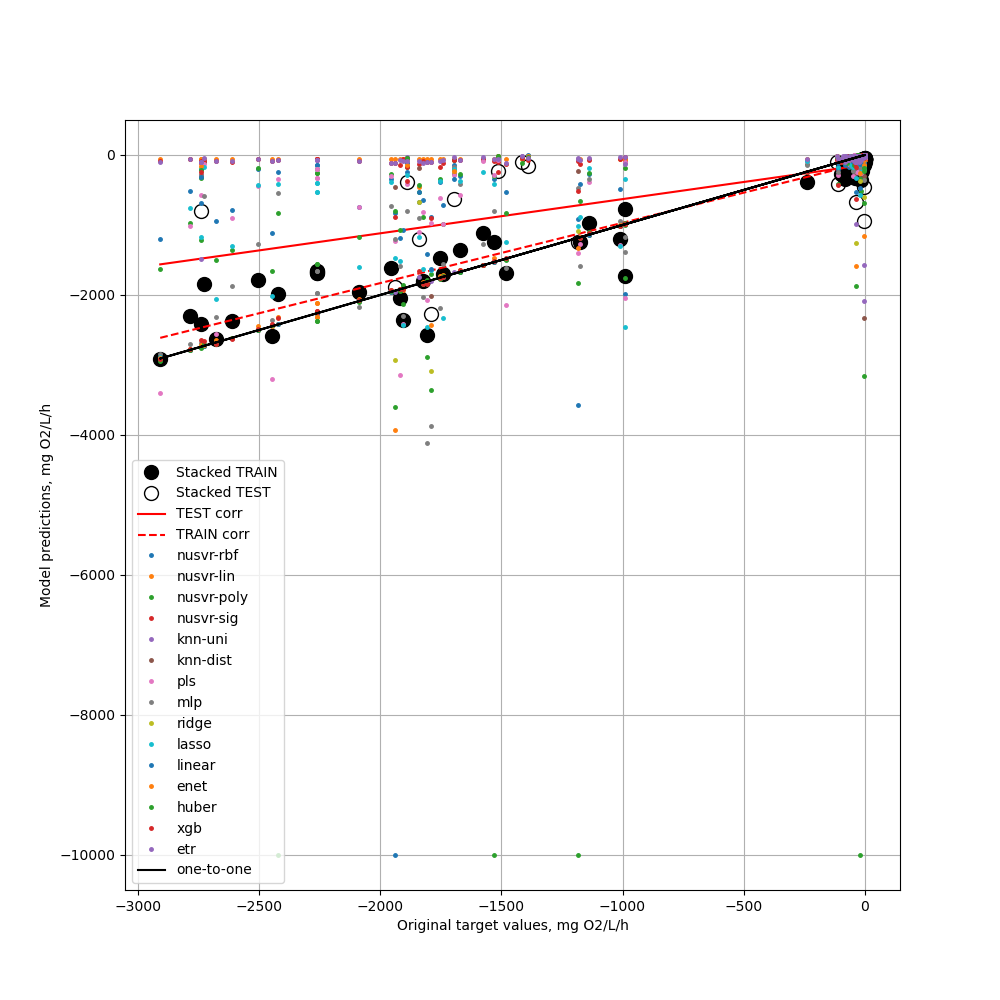 0
−2000
−4000
−6000
−8000
−10000
Model predictions, mg O2/L/h
Stacked TRAIN
Stacked TEST
TEST corr
TRAIN corr
nusvr-rbf
nusvr-lin
nusvr-poly
nusvr-sig
knn-uni
knn-dist
pls
mlp
ridge
lasso
linear
enet
huber
xgb
etr
one-to-one
−3000 −2500 −2000 −1500 −1000 −500 0
Original target values, mg O2/L/h